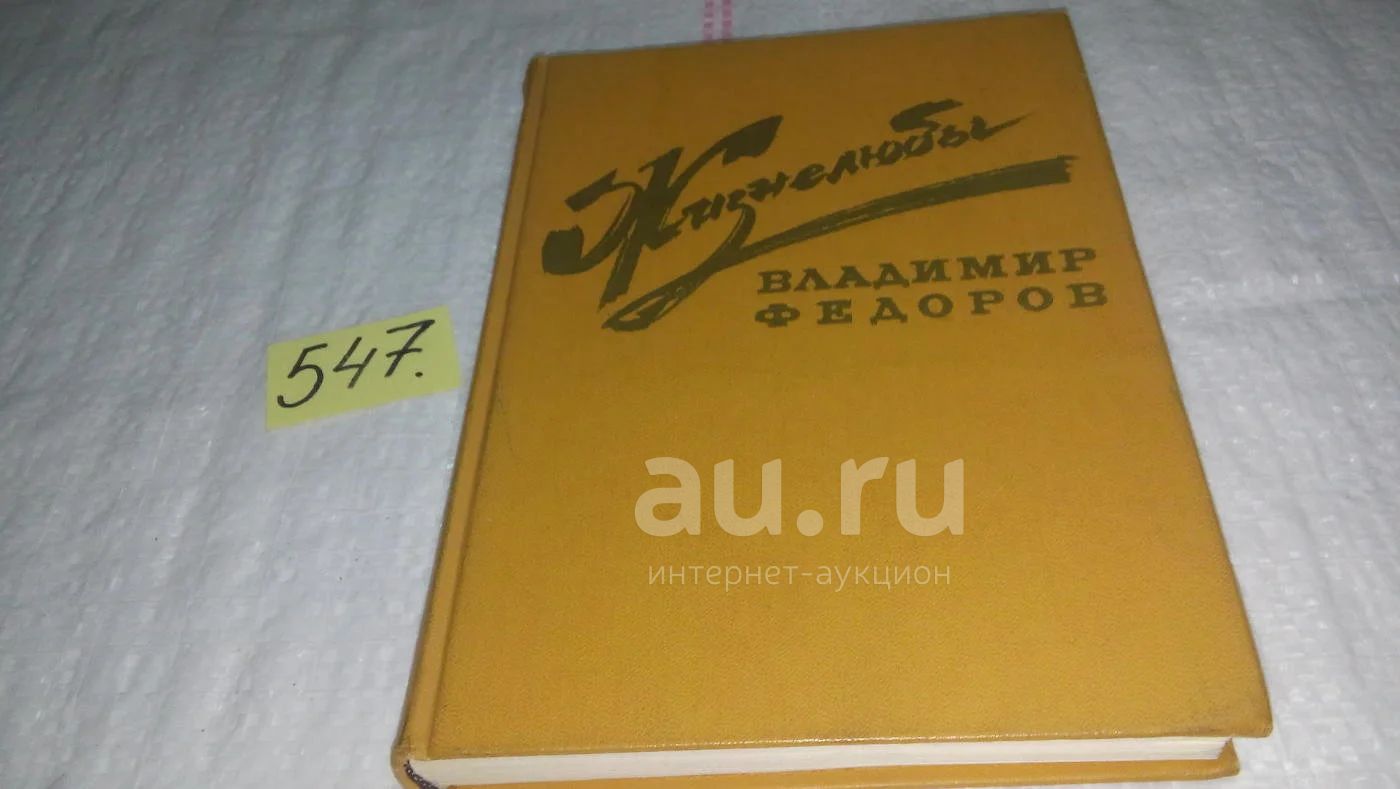 Жизнелюбы
ВЛАДИМИР
ФЕДОРОВ
547.
au.ru
интернет-аукцион